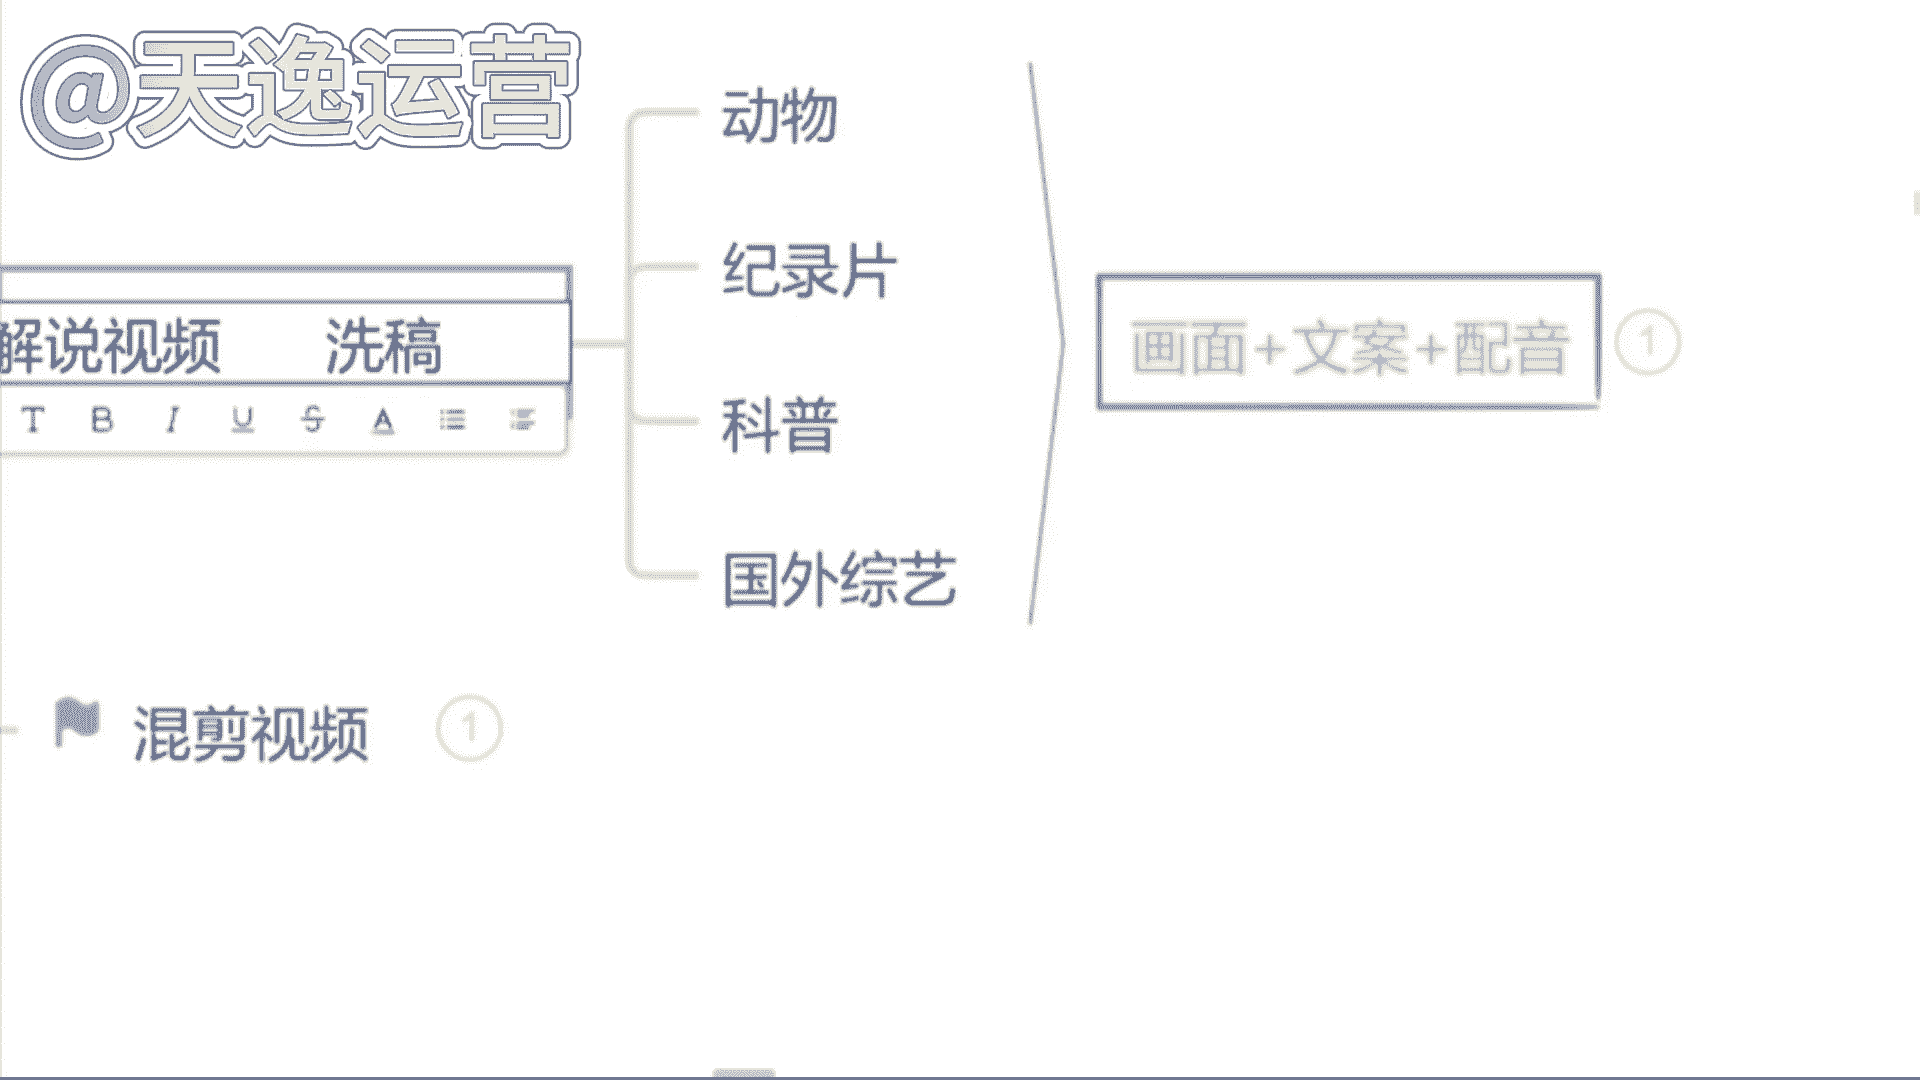 @天逸运营
动物
纪录片
解说视频 洗稿
画面+文案+配音 1
T B I U S A
科普
国外综艺
混剪视频 1